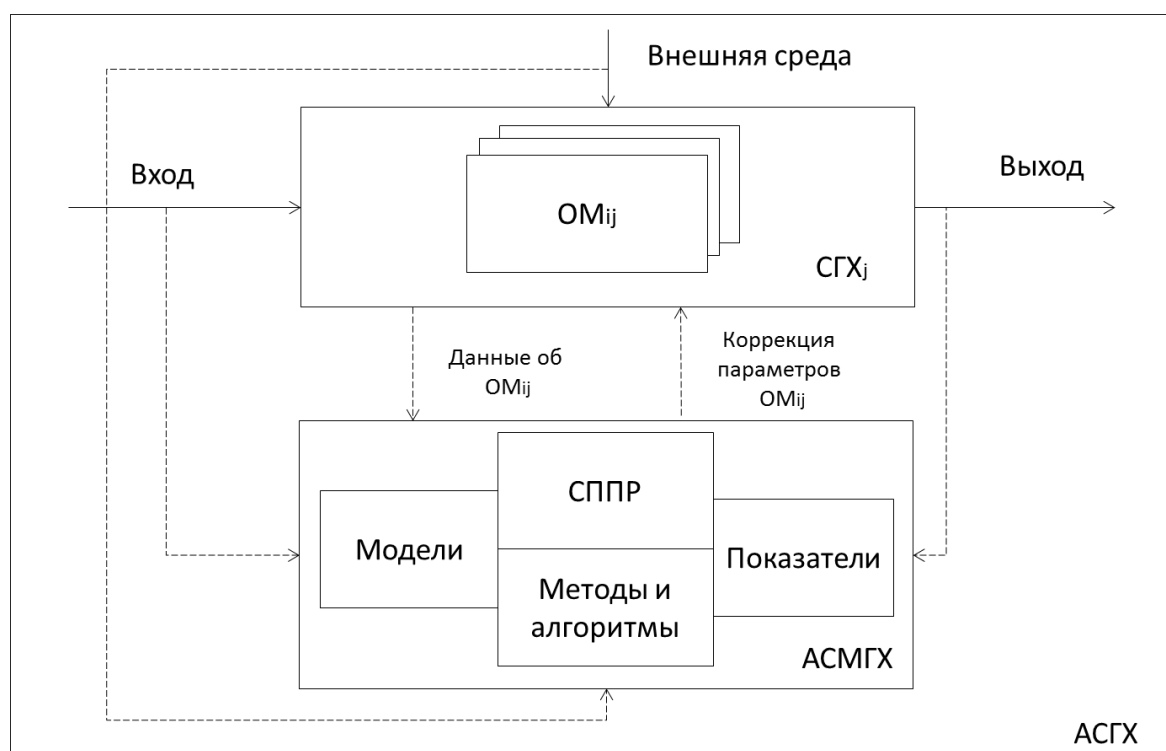 Внешняя среда
Вход
Выход
ОМij
СГХj
Данные об
ОМij
Коррекция
параметров
ОМij
СППР
Модели
Показатели
Методы и
алгоритмы
АСМГХ
АСГХ